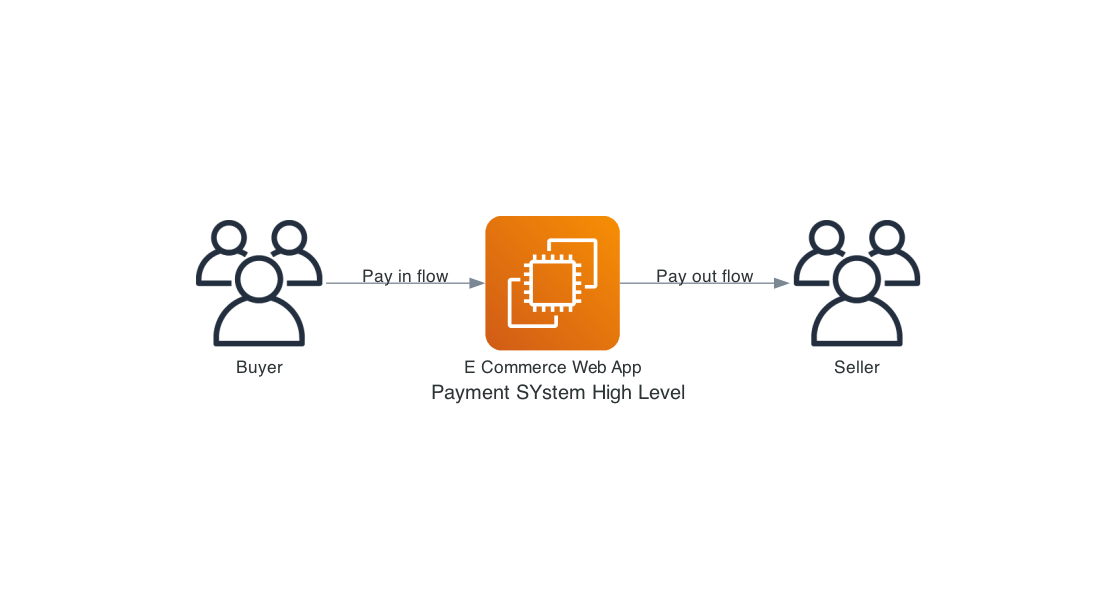 Pay in flow
Pay out flow
Buyer
E Commerce Web App
Seller
Payment SYstem High Level